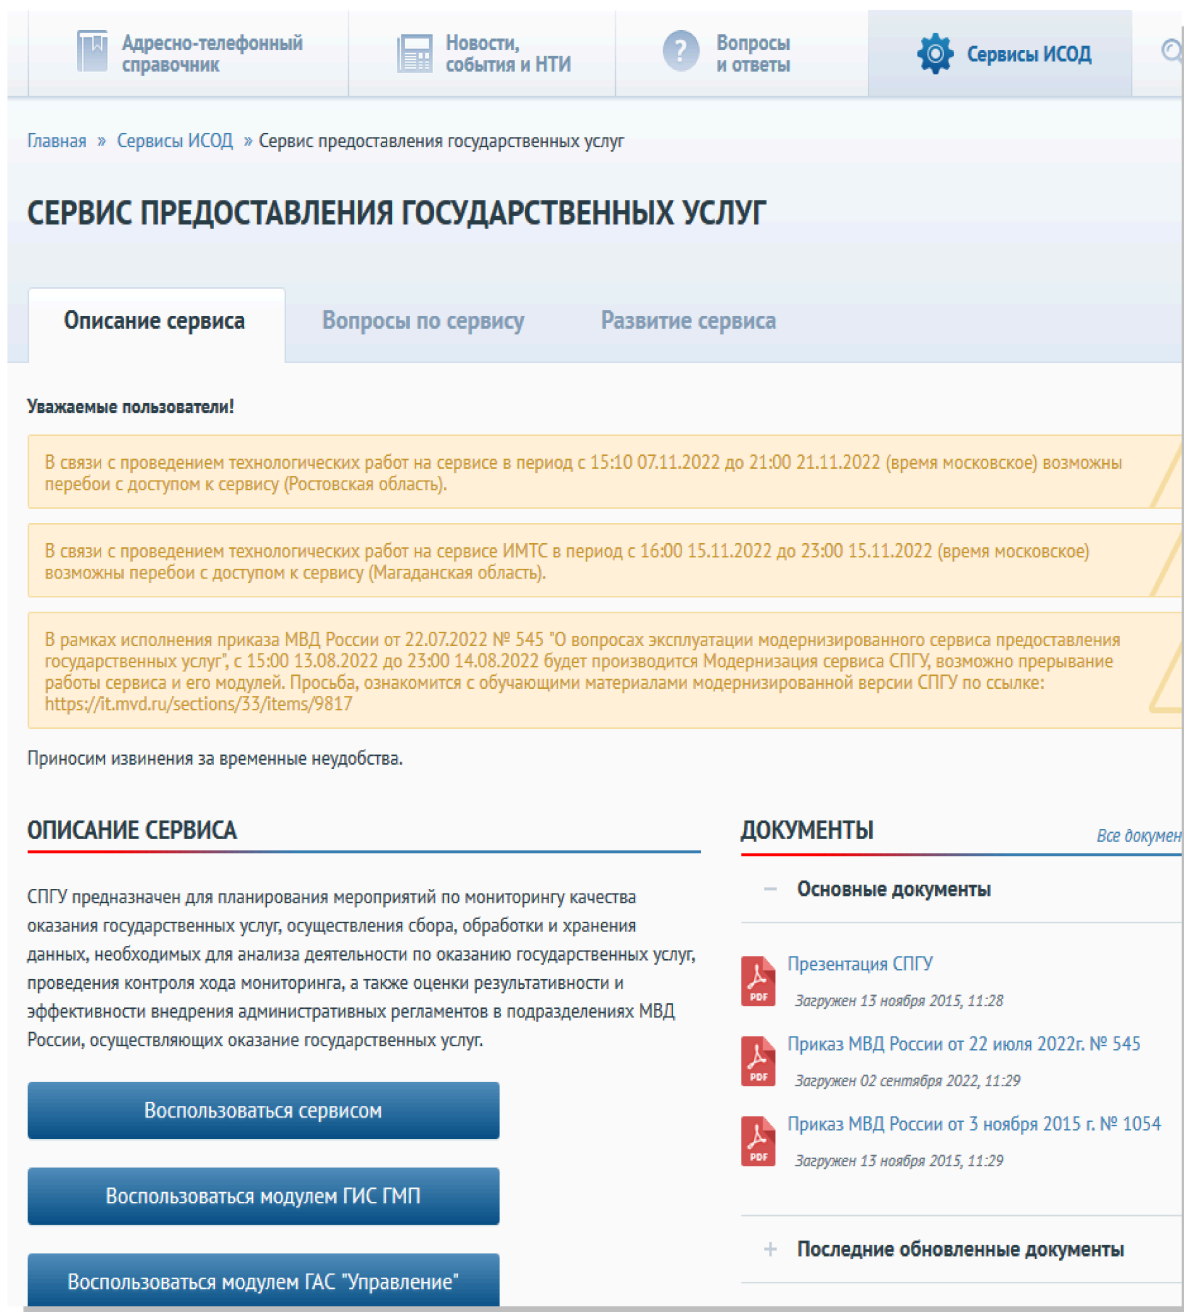 Адресно-телефонный
справочник
Новости,
события и НТИ
Вопросы
и ответы
Сервисы ИСОД
Главная » Сервисы ИСОД » Сервис предоставления государственных услуг
СЕРВИС ПРЕДОСТАВЛЕНИЯ ГОСУДАРСТВЕННЫХ УСЛУГ
Описание сервиса
Вопросы по сервису
Развитие сервиса
Уважаемые пользователи!
В связи с проведением технологических работ на сервисе в период с 15:10 07.11.2022 до 21:00 21.11.2022 (время московское) возможны
перебои с доступом к сервису (Ростовская область).
В связи с проведением технологических работ на сервисе ИМТС в период с 16:00 15.11.2022 до 23:00 15.11.2022 (время московское)
возможны перебои с доступом к сервису (Магаданская область).
В рамках исполнения приказа МВД России от 22.07.2022 № 545 "О вопросах эксплуатации модернизированного сервиса предоставления
государственных услуг", с 15:00 13.08.2022 до 23:00 14.08.2022 будет производится Модернизация сервиса СПГУ, возможно прерывание
работы сервиса и его модулей. Просьба, ознакомится с обучающими материалами модернизированной версии СПГУ по ссылке:
https://it.mvd.ru/sections/33/items/9817
Приносим извинения за временные неудобства.
ОПИСАНИЕ СЕРВИСА
СПГУ предназначен для планирования мероприятий по мониторингу качества
оказания государственных услуг, осуществления сбора, обработки и хранения
данных, необходимых для анализа деятельности по оказанию государственных услуг,
проведения контроля хода мониторинга, а также оценки результативности и
эффективности внедрения административных регламентов в подразделениях МВД
России, осуществляющих оказание государственных услуг.
Воспользоваться сервисом
Воспользоваться модулем ГИС ГМП
Воспользоваться модулем ГАС "Управление"
ДОКУМЕНТЫ
Все докумен
Основные документы
PDF
Презентация СПГУ
Загружен 13 ноября 2015, 11:28
PDF
Приказ МВД России от 22 июля 2022г. № 545
Загружен 02 сентября 2022, 11:29
PDF
Приказ МВД России от 3 ноября 2015 г. № 1054
Загружен 13 ноября 2015, 11:29
Последние обновленные документы